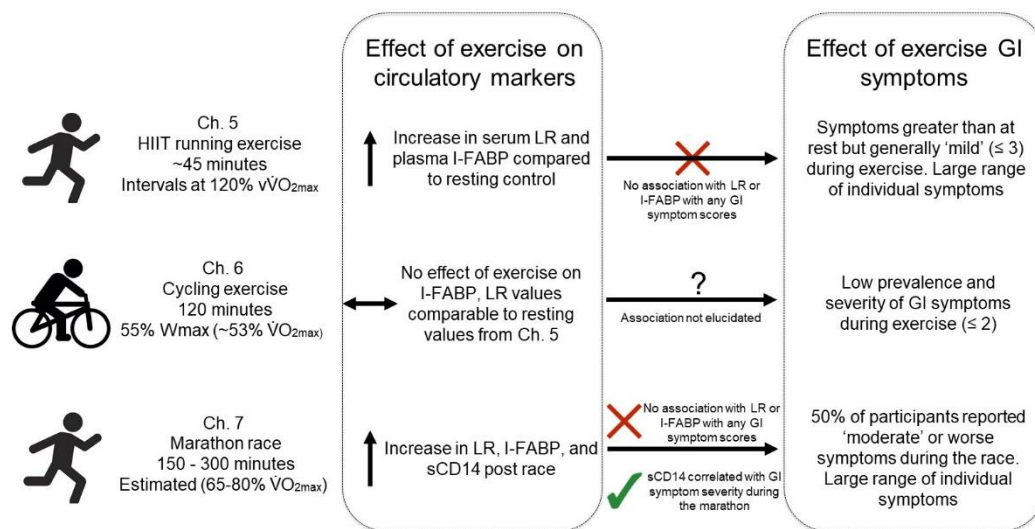 Effect of exercise on
circulatory markers
Effect of exercise GI
symptoms
Ch. 5
HIIT running exercise
~45 minutes
Intervals at 120% vV̇O2max
Increase in serum LR and
plasma I-FABP compared
to resting control
No association with LR or
I-FABP with any GI
symptom scores
Symptoms greater than at
rest but generally ‘mild’ (≤ 3)
during exercise. Large range
of individual symptoms
Ch. 6
Cycling exercise
120 minutes
55% Wmax (~53% V̇O2max)
No effect of exercise on
I-FABP, LR values
comparable to resting
values from Ch. 5
?
Association not elucidated
Low prevalence and
severity of GI symptoms
during exercise (≤ 2)
Ch. 7
Marathon race
150 - 300 minutes
Estimated (65-80% V̇O2max)
Increase in LR, I-FABP, and
sCD14 post race
No association with LR or
I-FABP with any GI
symptom scores
sCD14 correlated with GI
symptom severity during
the marathon
50% of participants reported
‘moderate’ or worse
symptoms during the race.
Large range of individual
symptoms